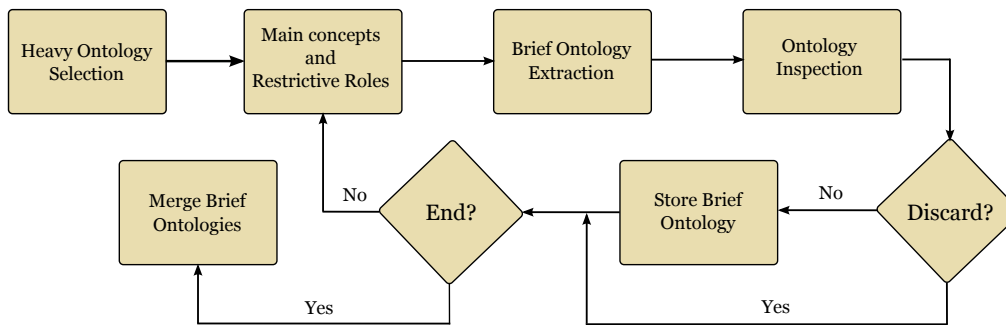 Heavy Ontology
Selection
Main concepts
and
Restrictive Roles
Brief Ontology
Extraction
Ontology
Inspection
Merge Brief
Ontologies
No
End?
Store Brief
Ontology
No
Discard?
Yes
Yes